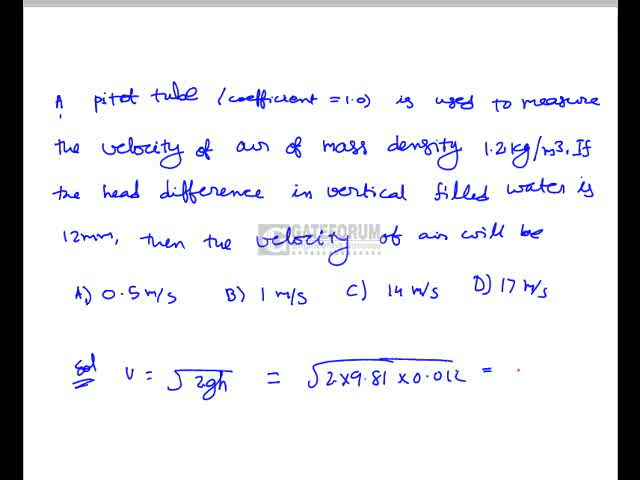 A pitot tube (coefficient = 1.0) is used to measure
the velocity of air of mass density 1.2 kg/m³. If
the head difference in vertical filled water is
GATEFORUM
12mm, then the velocity of air will be
A) 0.5 m/s B) 1 m/s C) 14 m/s D) 17 m/s
Sol V = √2gh = √2×9.81×0.012 =